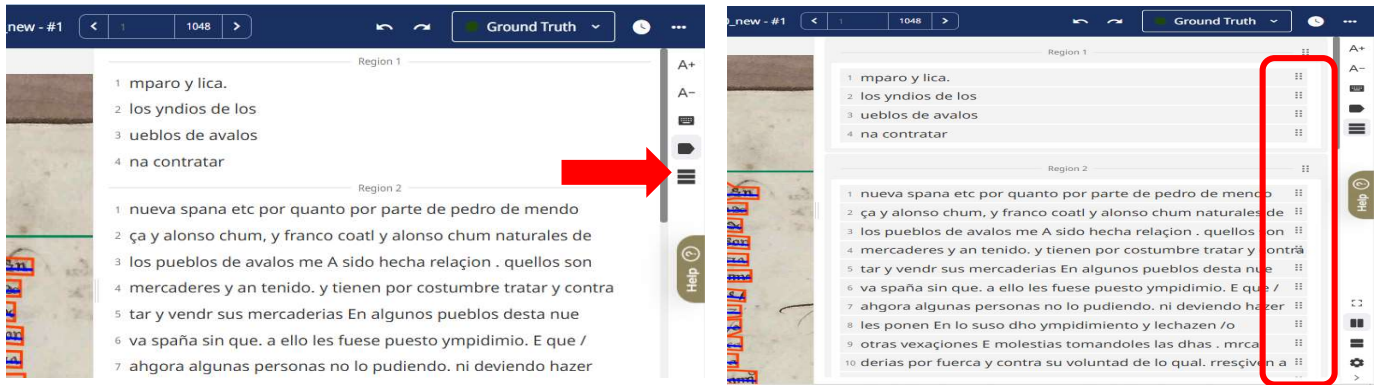 _new - #1 < 1 1048 > Ground Truth
Region 1
1 mparo y lica.
2 los yndios de los
3 ueblos de avalos
4 na contratar
Region 2
1 nueva spana etc por quanto por parte de pedro de mendo
2 ça y alonso chum, y franco coatl y alonso chum naturales de
3 los pueblos de avalos me A sido hecha relaçion . quellos son
4 mercaderes y an tenido. y tienen por costumbre tratar y contra
5 tar y vendr sus mercaderias En algunos pueblos desta nue
6 va spaña sin que. a ello les fuese puesto ympidimio. E que /
7 ahgora algunas personas no lo pudiendo. ni deviendo hazer
A+
A-
Help ?
_new - #1 < 1 1048 > Ground Truth
Region 1
1 mparo y lica.
2 los yndios de los
3 ueblos de avalos
4 na contratar
Region 2
1 nueva spana etc por quanto por parte de pedro de mendo
2 ça y alonso chum, y franco coatl y alonso chum naturales de
3 los pueblos de avalos me A sido hecha relaçion . quellos son
4 mercaderes y an tenido. y tienen por costumbre tratar y contra
5 tar y vendr sus mercaderias En algunos pueblos desta nue
6 va spaña sin que. a ello les fuese puesto ympidimio. E que /
7 ahgora algunas personas no lo pudiendo. ni deviendo hazer
8 les ponen En lo suso dho ympidimiento y lechazen /o
9 otras vexaçiones E molestias tomandoles las dhas . mrca
10 derias por fuerca y contra su voluntad de lo qual. rresçiven a
A+
A-
Help ?